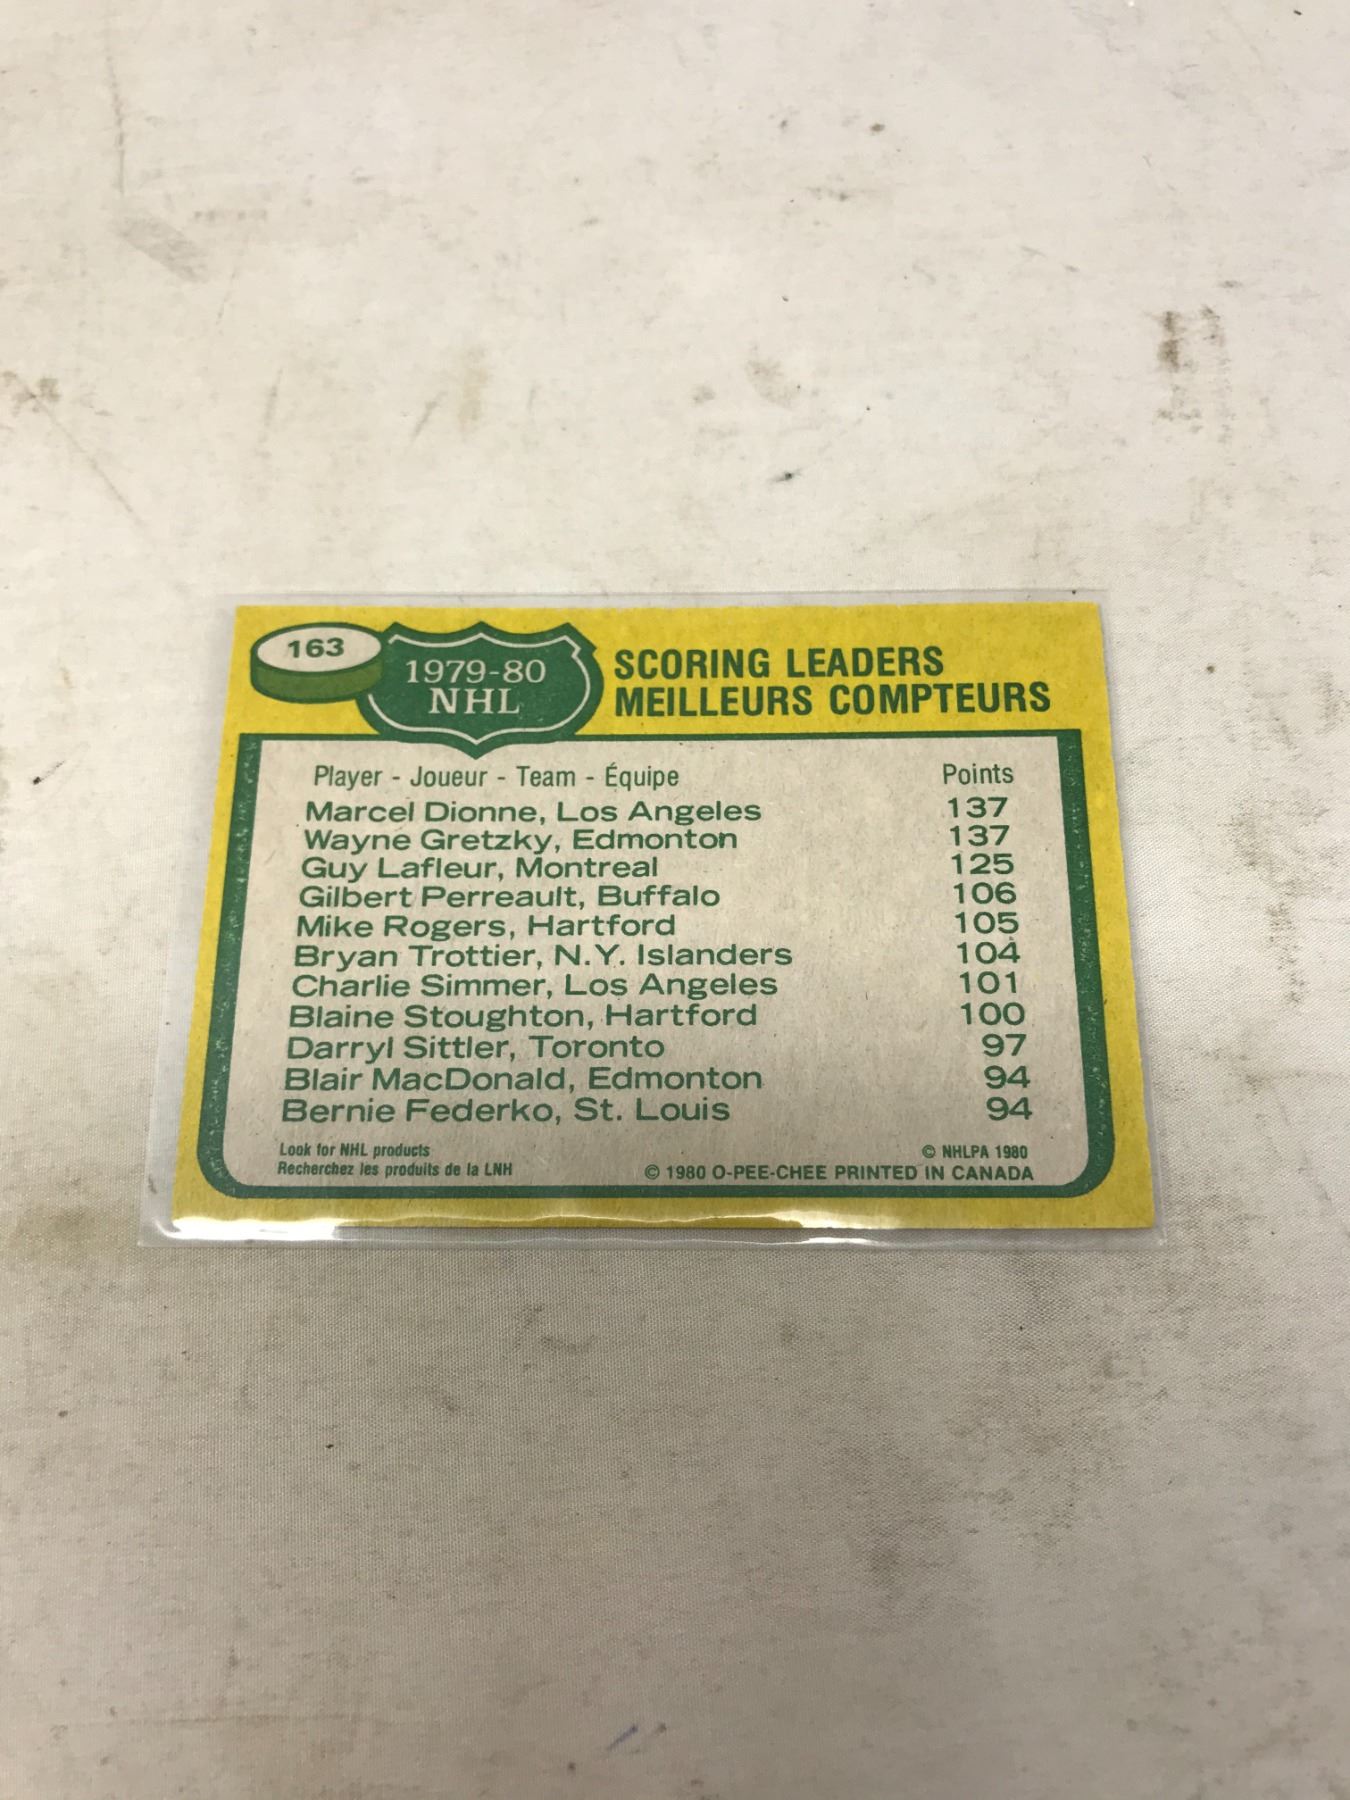 163
1979-80
NHL
SCORING LEADERS
MEILLEURS COMPTEURS
Player - Joueur - Team - Équipe Points
Marcel Dionne, Los Angeles 137
Wayne Gretzky, Edmonton 137
Guy Lafleur, Montreal 125
Gilbert Perreault, Buffalo 106
Mike Rogers, Hartford 105
Bryan Trottier, N.Y. Islanders 104
Charlie Simmer, Los Angeles 101
Blaine Stoughton, Hartford 100
Darryl Sittler, Toronto 97
Blair MacDonald, Edmonton 94
Bernie Federko, St. Louis 94
Look for NHL products © NHLPA 1980
Recherchez les produits de la LNH © 1980 O-PEE-CHEE PRINTED IN CANADA